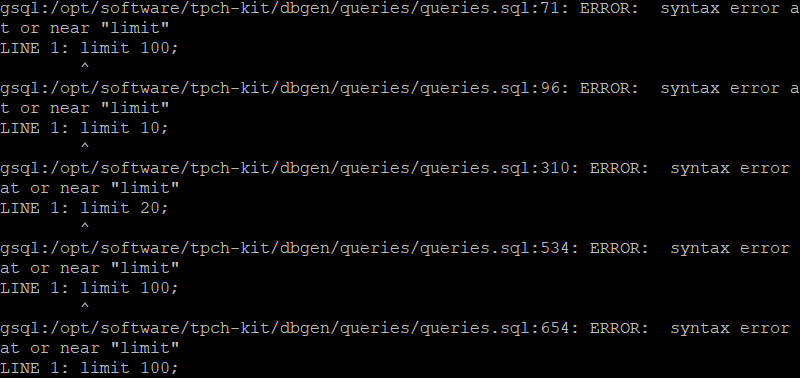 gsql:/opt/software/tpch-kit/dbgen/queries/queries.sql:71: ERROR:  syntax error a
t or near "limit"
LINE 1: limit 100;
        ^
gsql:/opt/software/tpch-kit/dbgen/queries/queries.sql:96: ERROR:  syntax error a
t or near "limit"
LINE 1: limit 10;
        ^
gsql:/opt/software/tpch-kit/dbgen/queries/queries.sql:310: ERROR:  syntax error
at or near "limit"
LINE 1: limit 20;
        ^
gsql:/opt/software/tpch-kit/dbgen/queries/queries.sql:534: ERROR:  syntax error
at or near "limit"
LINE 1: limit 100;
        ^
gsql:/opt/software/tpch-kit/dbgen/queries/queries.sql:654: ERROR:  syntax error
at or near "limit"
LINE 1: limit 100;